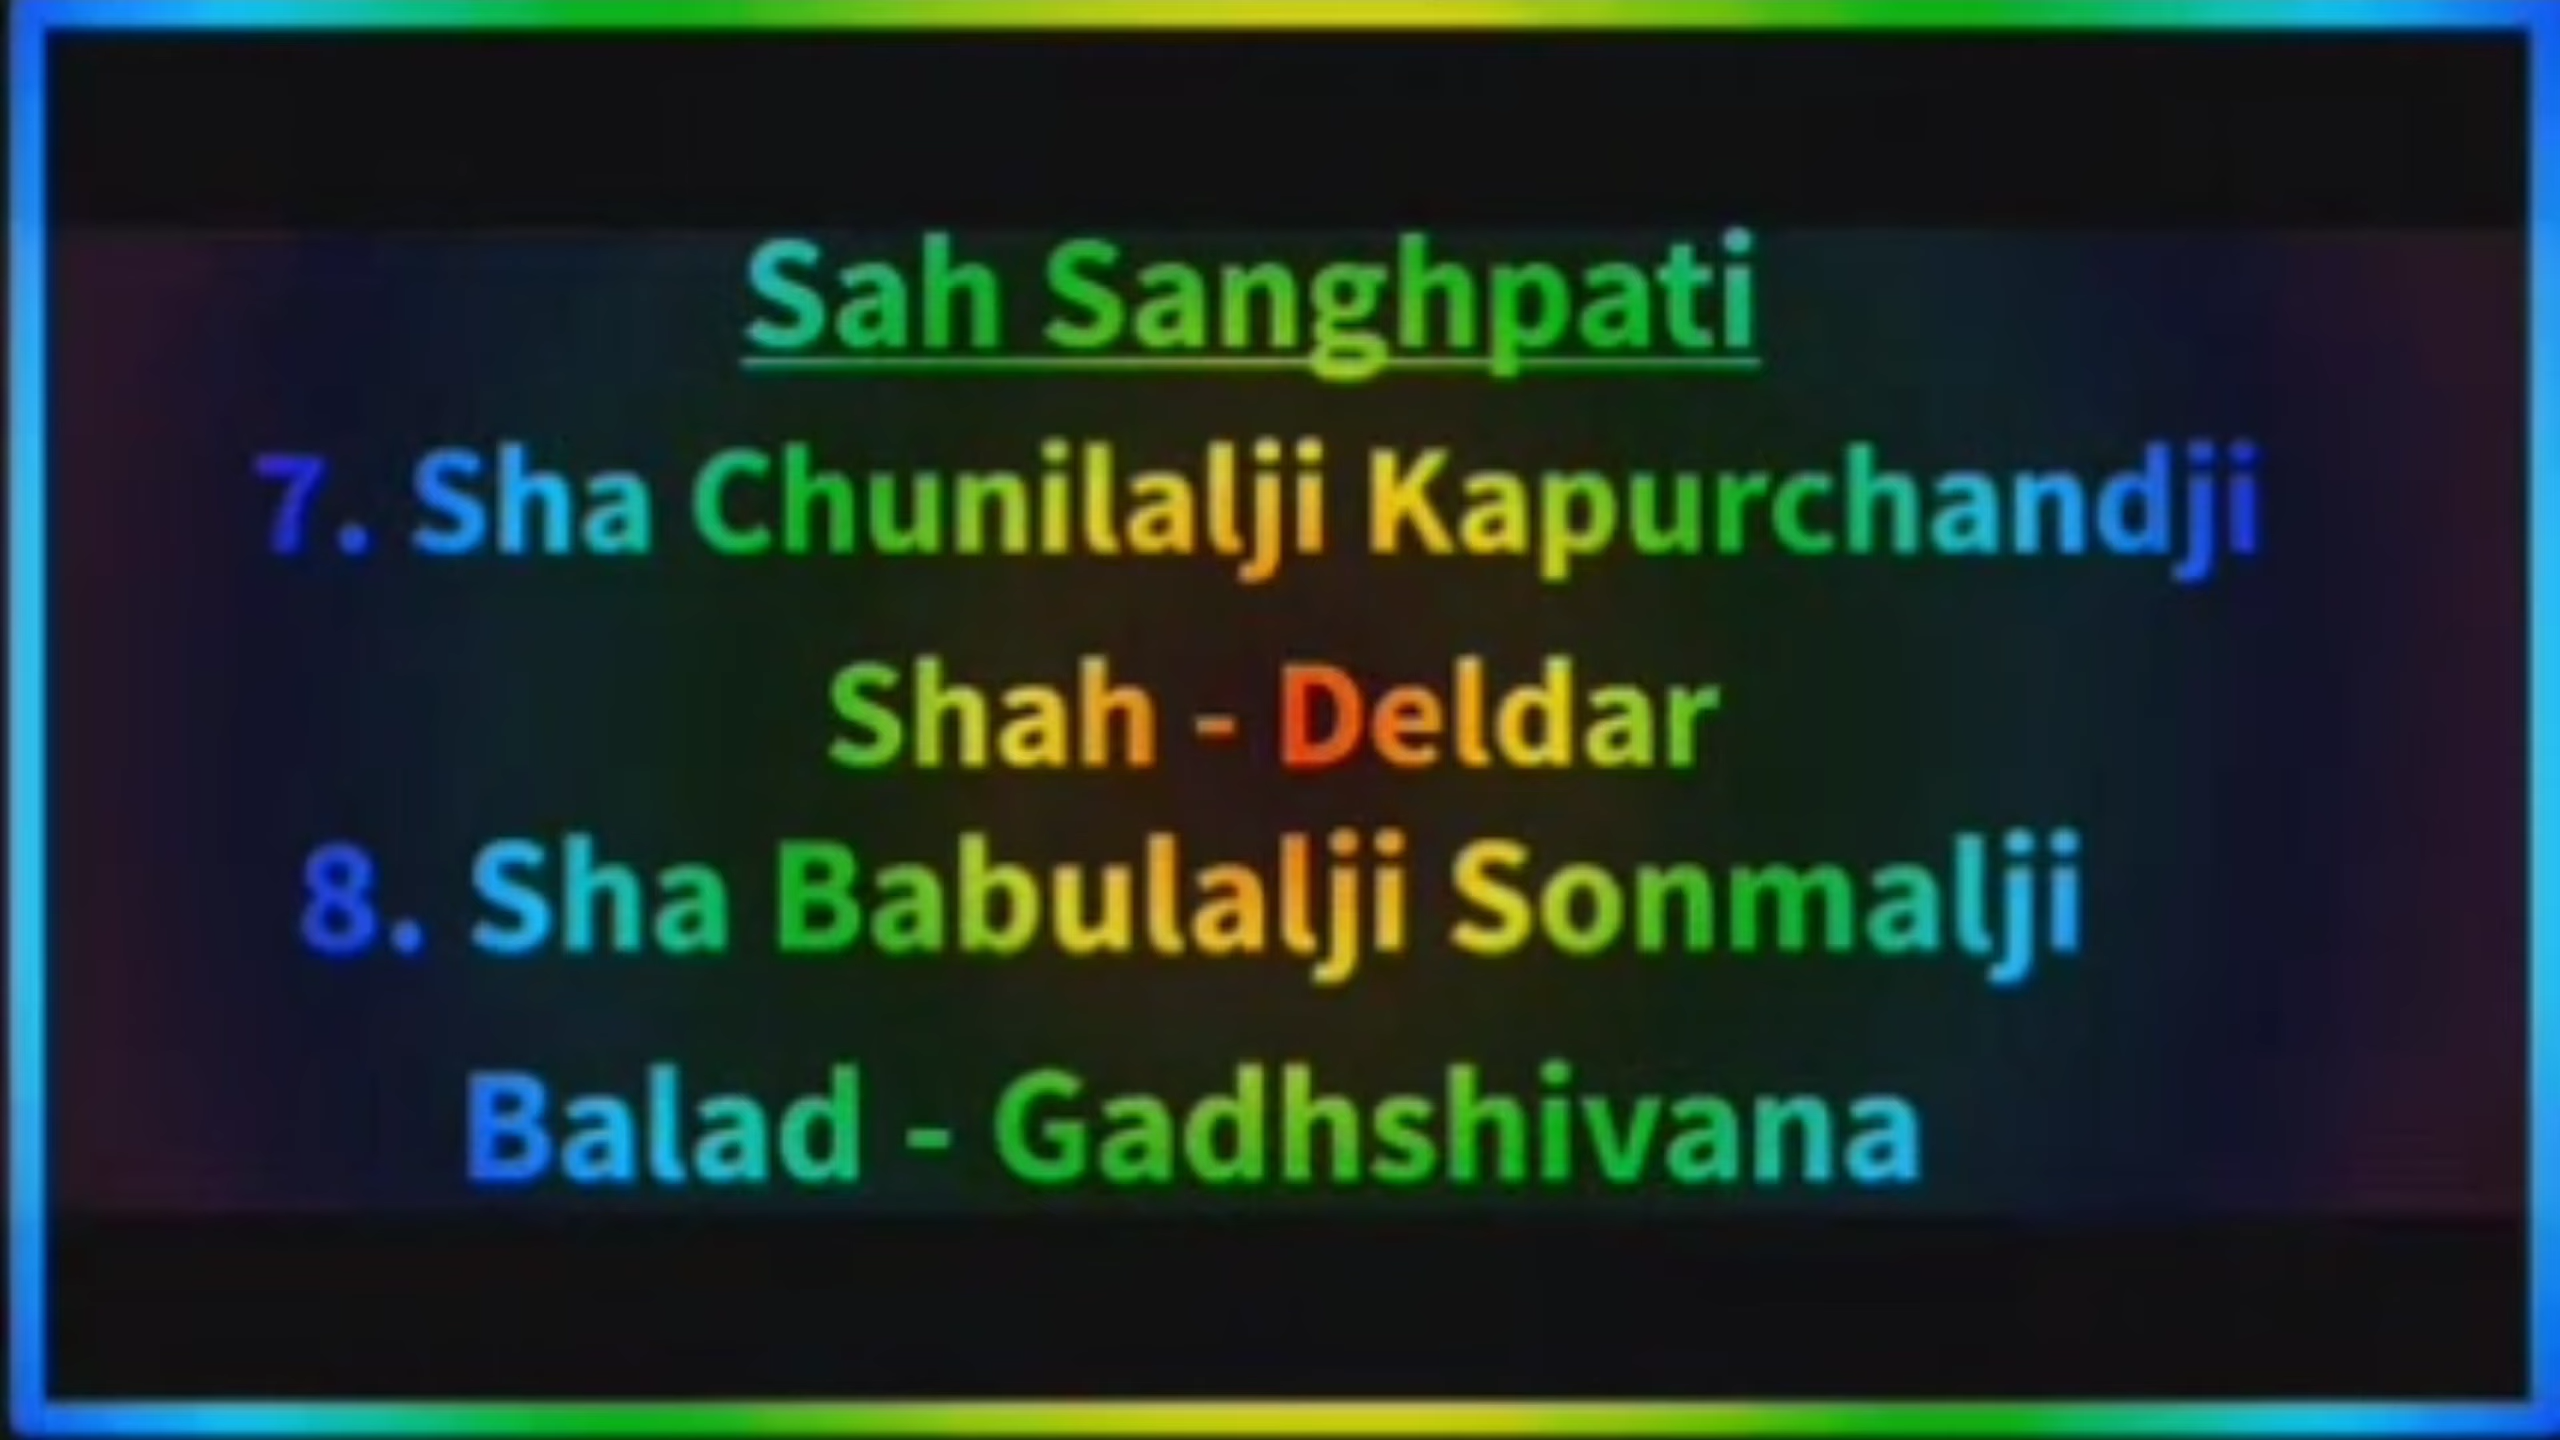 Sah Sanghpati
7. Sha Chunilalji Kapurchandji
Shah - Deldar
8. Sha Babulalji Sonmalji
Balad - Gadhshivana